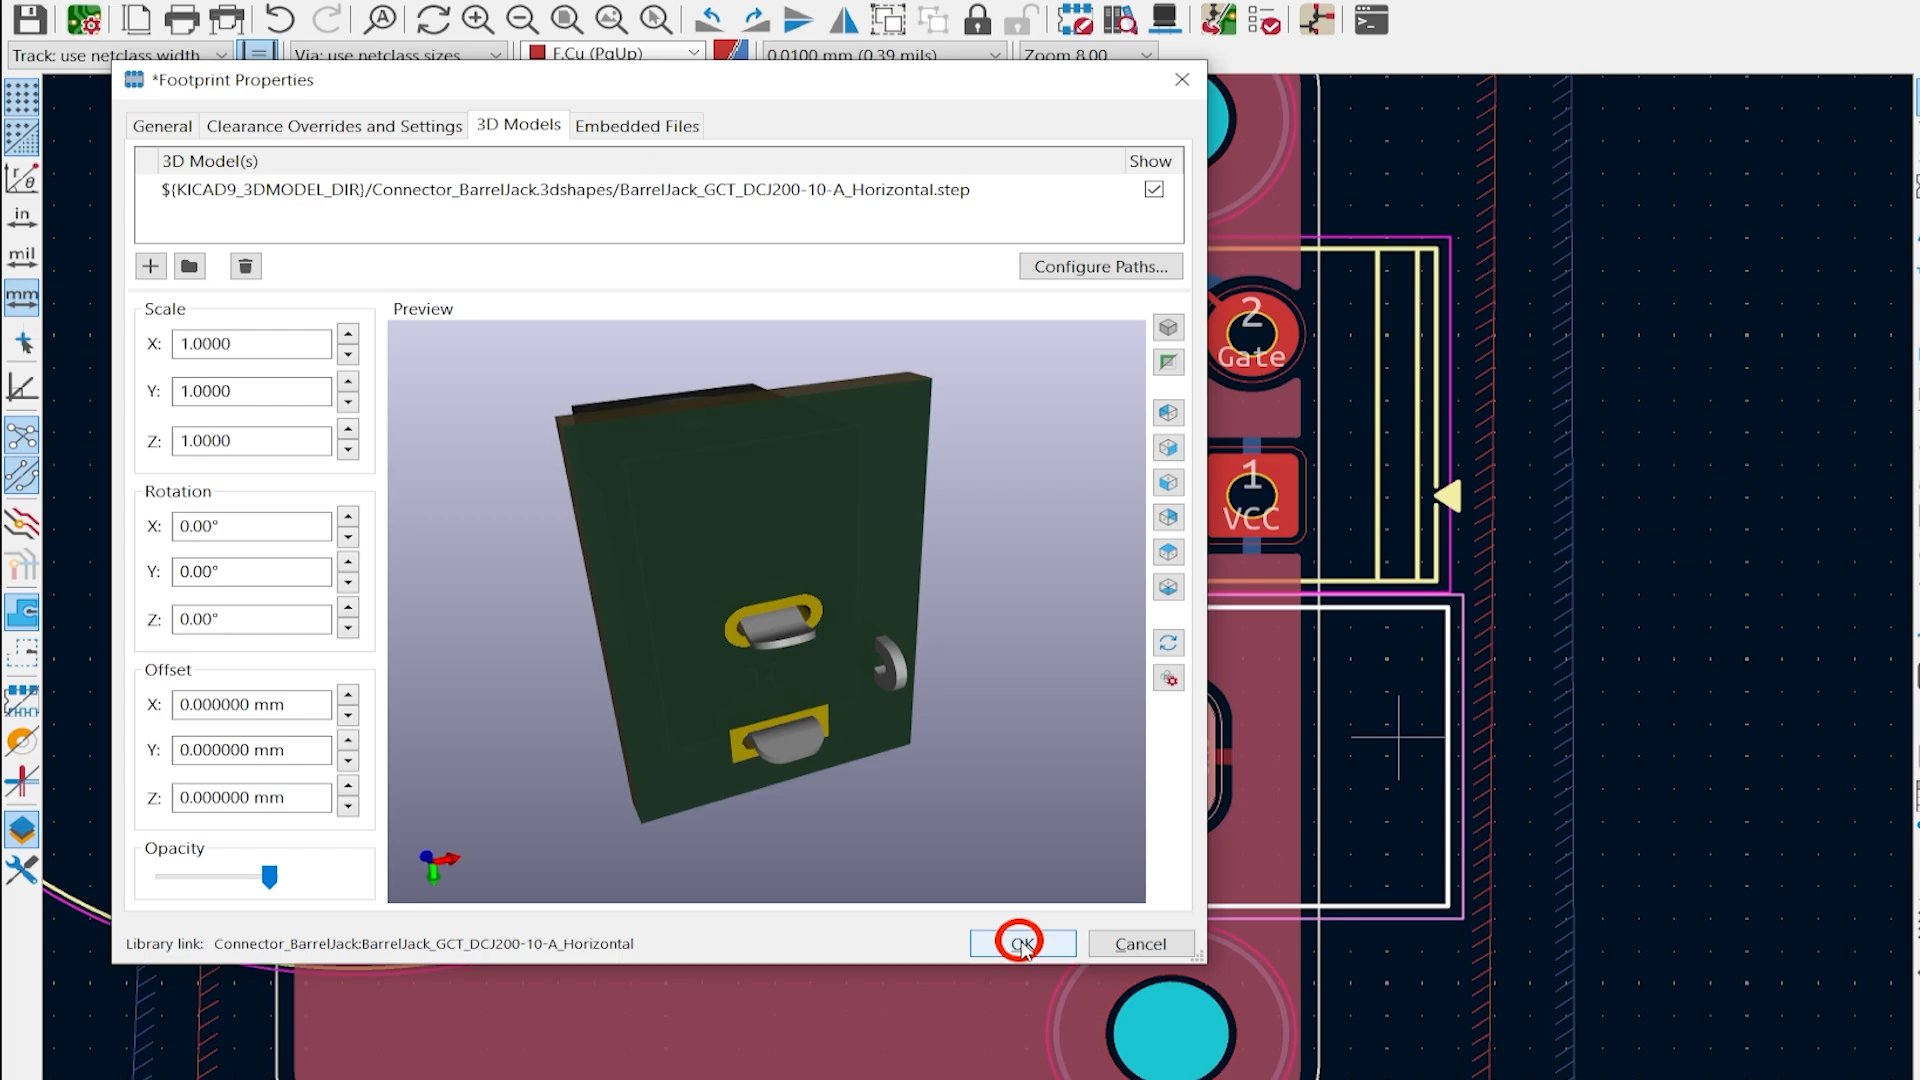 Track: use netclass width
Via: use netclass sizes
F.Cu (PgUp)
0.0100 mm (0.39 mils)
Zoom 8.00
*Footprint Properties
General
Clearance Overrides and Settings
3D Models
Embedded Files
3D Model(s)
Show
${KICAD9_3DMODEL_DIR}/Connector_BarrelJack.3dshapes/BarrelJack_GCT_DCJ200-10-A_Horizontal.step
Configure Paths...
Scale
X: 1.0000
Y: 1.0000
Z: 1.0000
Rotation
X: 0.00°
Y: 0.00°
Z: 0.00°
Offset
X: 0.000000 mm
Y: 0.000000 mm
Z: 0.000000 mm
Opacity
Preview
Library link: Connector_BarrelJack:BarrelJack_GCT_DCJ200-10-A_Horizontal
OK
Cancel
in
mil
mm
2
Gate
1
VCC